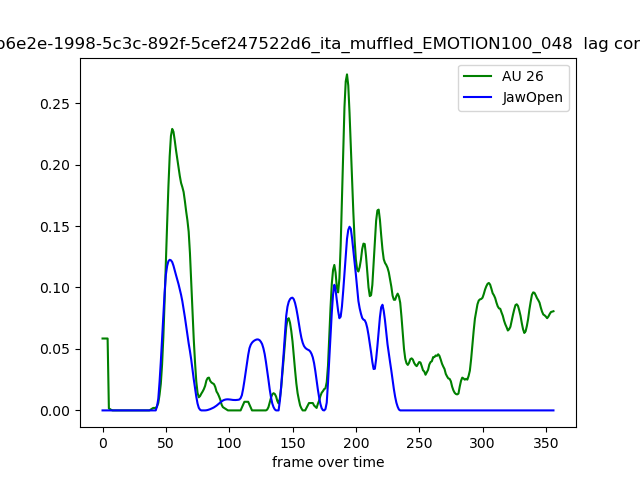 b6e2e-1998-5c3c-892f-5cef247522d6_ita_muffled_EMOTION100_048 lag cor
AU 26
JawOpen
0.25
0.20
0.15
0.10
0.05
0.00
0 50 100 150 200 250 300 350
frame over time